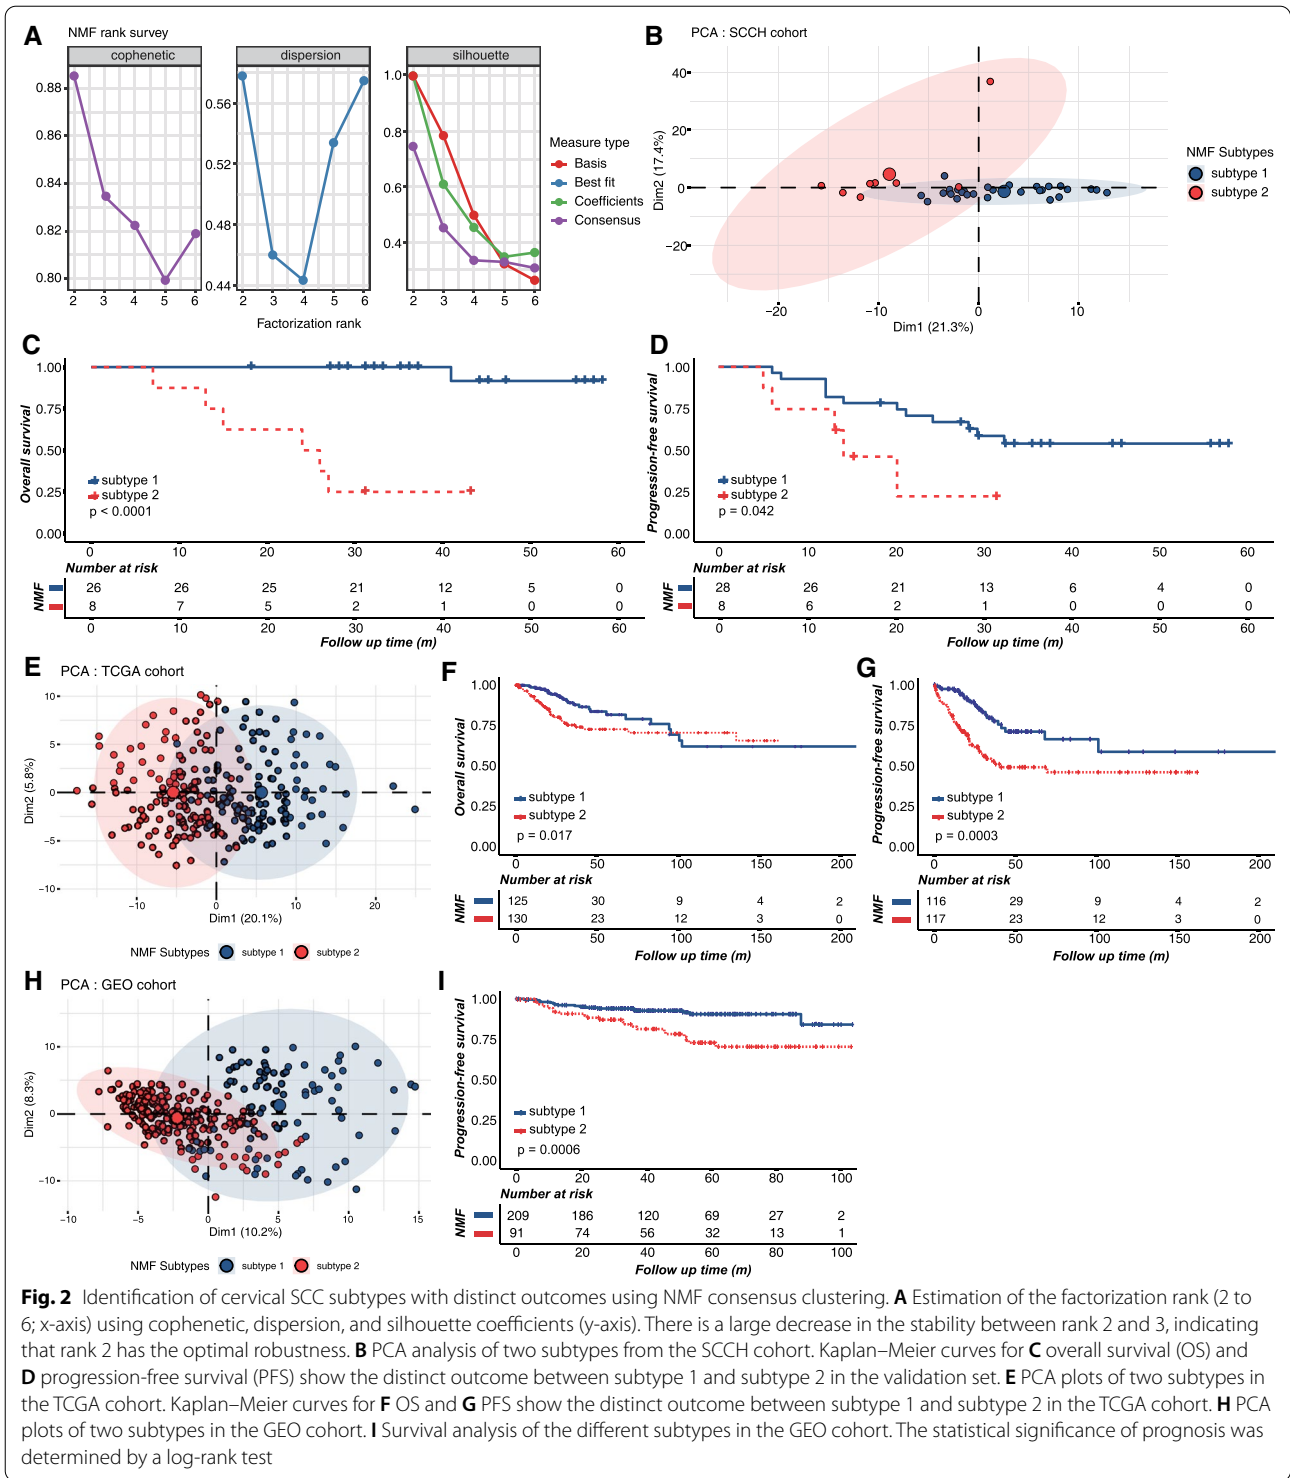 A
NMF rank survey
cophenetic
dispersion
silhouette
0.88
0.86
0.84
0.82
0.80
0.56
0.52
0.48
0.44
1.0
0.8
0.6
0.4
2 3 4 5 6
2 3 4 5 6
2 3 4 5 6
Factorization rank
Measure type
Basis
Best fit
Coefficients
Consensus
B
PCA : SCCH cohort
Dim2 (17.4%)
40
20
0
−20
−20 −10 0 10
Dim1 (21.3%)
NMF Subtypes
subtype 1
subtype 2
C
Overall survival
1.00
0.75
0.50
0.25
0.00
subtype 1
subtype 2
p < 0.0001
0 10 20 30 40 50 60
Number at risk
NMF
26 26 25 21 12 5 0
8 7 5 2 1 0 0
0 10 20 30 40 50 60
Follow up time (m)
D
Progression-free survival
1.00
0.75
0.50
0.25
0.00
subtype 1
subtype 2
p = 0.042
0 10 20 30 40 50 60
Number at risk
NMF
28 26 21 13 6 4 0
8 6 2 1 0 0 0
0 10 20 30 40 50 60
Follow up time (m)
E
PCA : TCGA cohort
Dim2 (5.8%)
10
5
0
−5
−10
−10 0 10 20
Dim1 (20.1%)
NMF Subtypes subtype 1 subtype 2
F
Overall survival
1.00
0.75
0.50
0.25
0.00
subtype 1
subtype 2
p = 0.017
0 50 100 150 200
Number at risk
NMF
125 30 9 4 2
130 23 12 3 0
0 50 100 150 200
Follow up time (m)
G
Progression-free survival
1.00
0.75
0.50
0.25
0.00
subtype 1
subtype 2
p = 0.0003
0 50 100 150 200
Number at risk
NMF
116 29 9 4 2
117 23 12 3 0
0 50 100 150 200
Follow up time (m)
H
PCA : GEO cohort
Dim2 (8.3%)
10
0
−10
−10 −5 0 5 10 15
Dim1 (10.2%)
NMF Subtypes subtype 1 subtype 2
I
Progression-free survival
1.00
0.75
0.50
0.25
0.00
subtype 1
subtype 2
p = 0.0006
0 20 40 60 80 100
Number at risk
NMF
209 186 120 69 27 2
91 74 56 32 13 1
0 20 40 60 80 100
Follow up time (m)
Fig. 2 Identification of cervical SCC subtypes with distinct outcomes using NMF consensus clustering. A Estimation of the factorization rank (2 to
6; x-axis) using cophenetic, dispersion, and silhouette coefficients (y-axis). There is a large decrease in the stability between rank 2 and 3, indicating
that rank 2 has the optimal robustness. B PCA analysis of two subtypes from the SCCH cohort. Kaplan–Meier curves for C overall survival (OS) and
D progression-free survival (PFS) show the distinct outcome between subtype 1 and subtype 2 in the validation set. E PCA plots of two subtypes in
the TCGA cohort. Kaplan–Meier curves for F OS and G PFS show the distinct outcome between subtype 1 and subtype 2 in the TCGA cohort. H PCA
plots of two subtypes in the GEO cohort. I Survival analysis of the different subtypes in the GEO cohort. The statistical significance of prognosis was
determined by a log-rank test